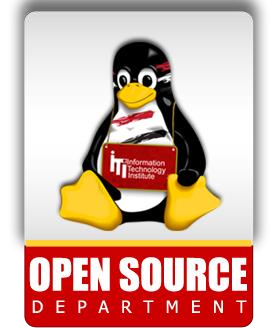 iTi Information
Technology
Institute
OPEN SOURCE
DEPARTMENT